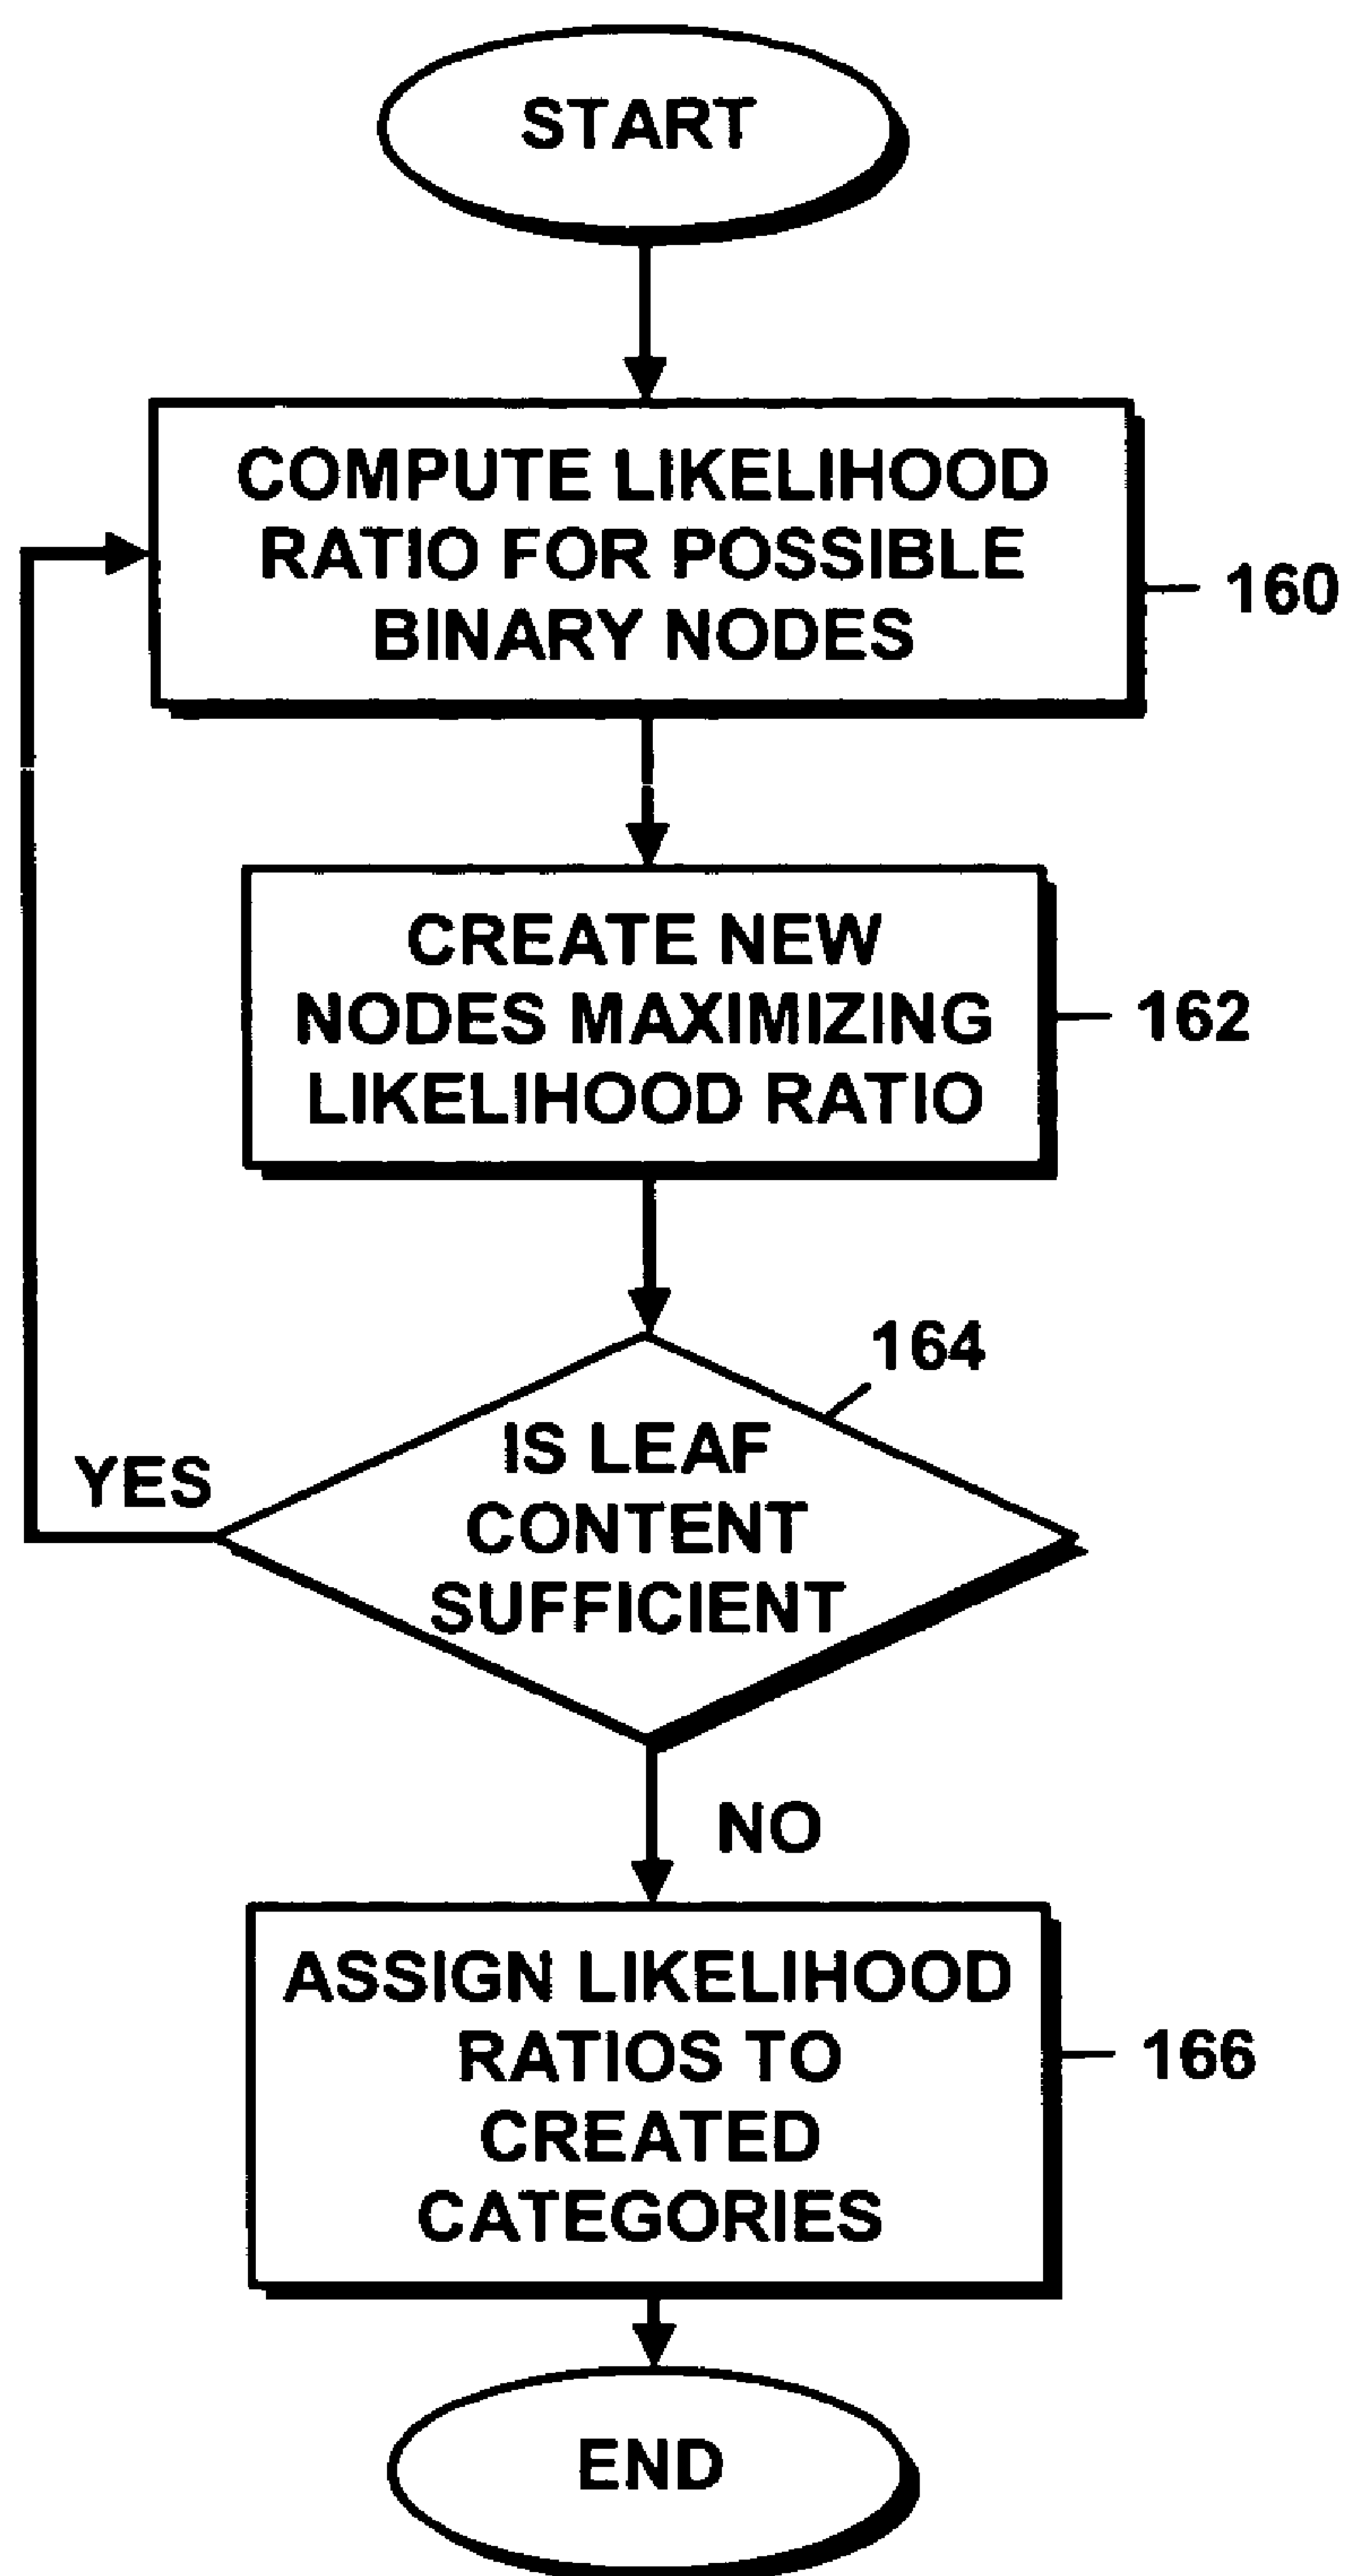 START
COMPUTE LIKELIHOOD
RATIO FOR POSSIBLE
BINARY NODES
160
CREATE NEW
NODES MAXIMIZING
LIKELIHOOD RATIO
162
164
IS LEAF
CONTENT
SUFFICIENT
YES
NO
ASSIGN LIKELIHOOD
RATIOS TO
CREATED
CATEGORIES
166
END